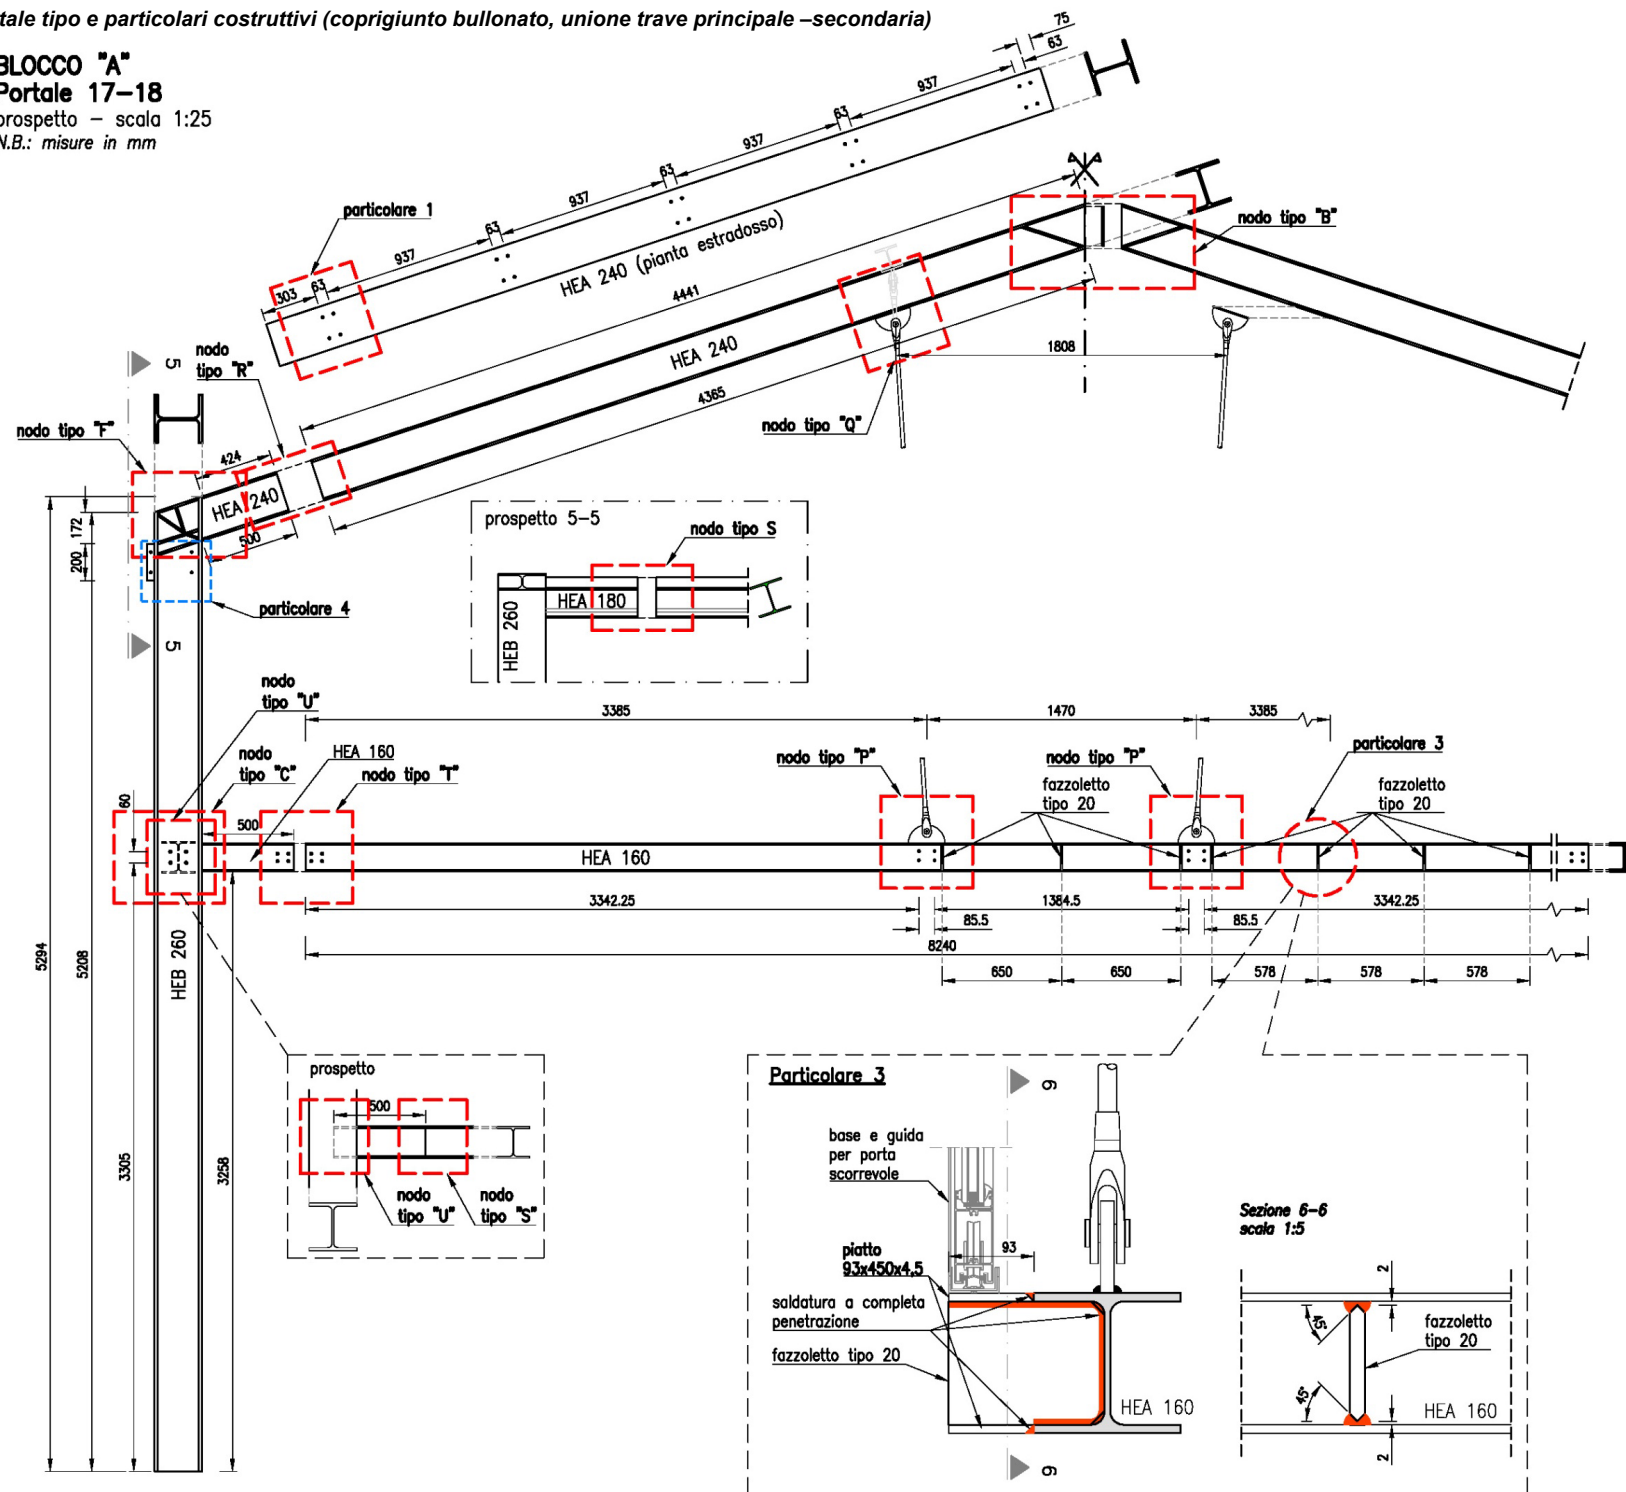 tale tipo e particolari costruttivi (coprigiunto bullonato, unione trave principale –secondaria)
BLOCCO "A"
Portale 17-18
prospetto - scala 1:25
N.B.: misure in mm
75
63
937
63
937
63
937
63
937
63
303
particolare 1
HEA 240 (pianta estradosso)
4441
HEA 240
4365
nodo tipo "B"
1808
nodo tipo "Q"
5
nodo
tipo "R"
nodo tipo "F"
424
HEA 240
500
172
200
particolare 4
5
prospetto 5-5
nodo tipo S
HEA 180
HEB 260
nodo
tipo "U"
nodo
tipo "C"
HEA 160
nodo tipo "T"
60
500
3385
1470
3385
nodo tipo "P"
nodo tipo "P"
particolare 3
fazzoletto
tipo 20
fazzoletto
tipo 20
HEA 160
3342.25
1384.5
3342.25
85.5
85.5
8240
650
650
578
578
578
5294
5208
HEB 260
3305
3258
prospetto
500
nodo
tipo "U"
nodo
tipo "S"
Particolare 3
6
base e guida
per porta
scorrevole
93
piatto
93x450x4,5
saldatura a completa
penetrazione
fazzoletto tipo 20
HEA 160
6
Sezione 6-6
scala 1:5
2
45°
fazzoletto
tipo 20
45°
HEA 160
2